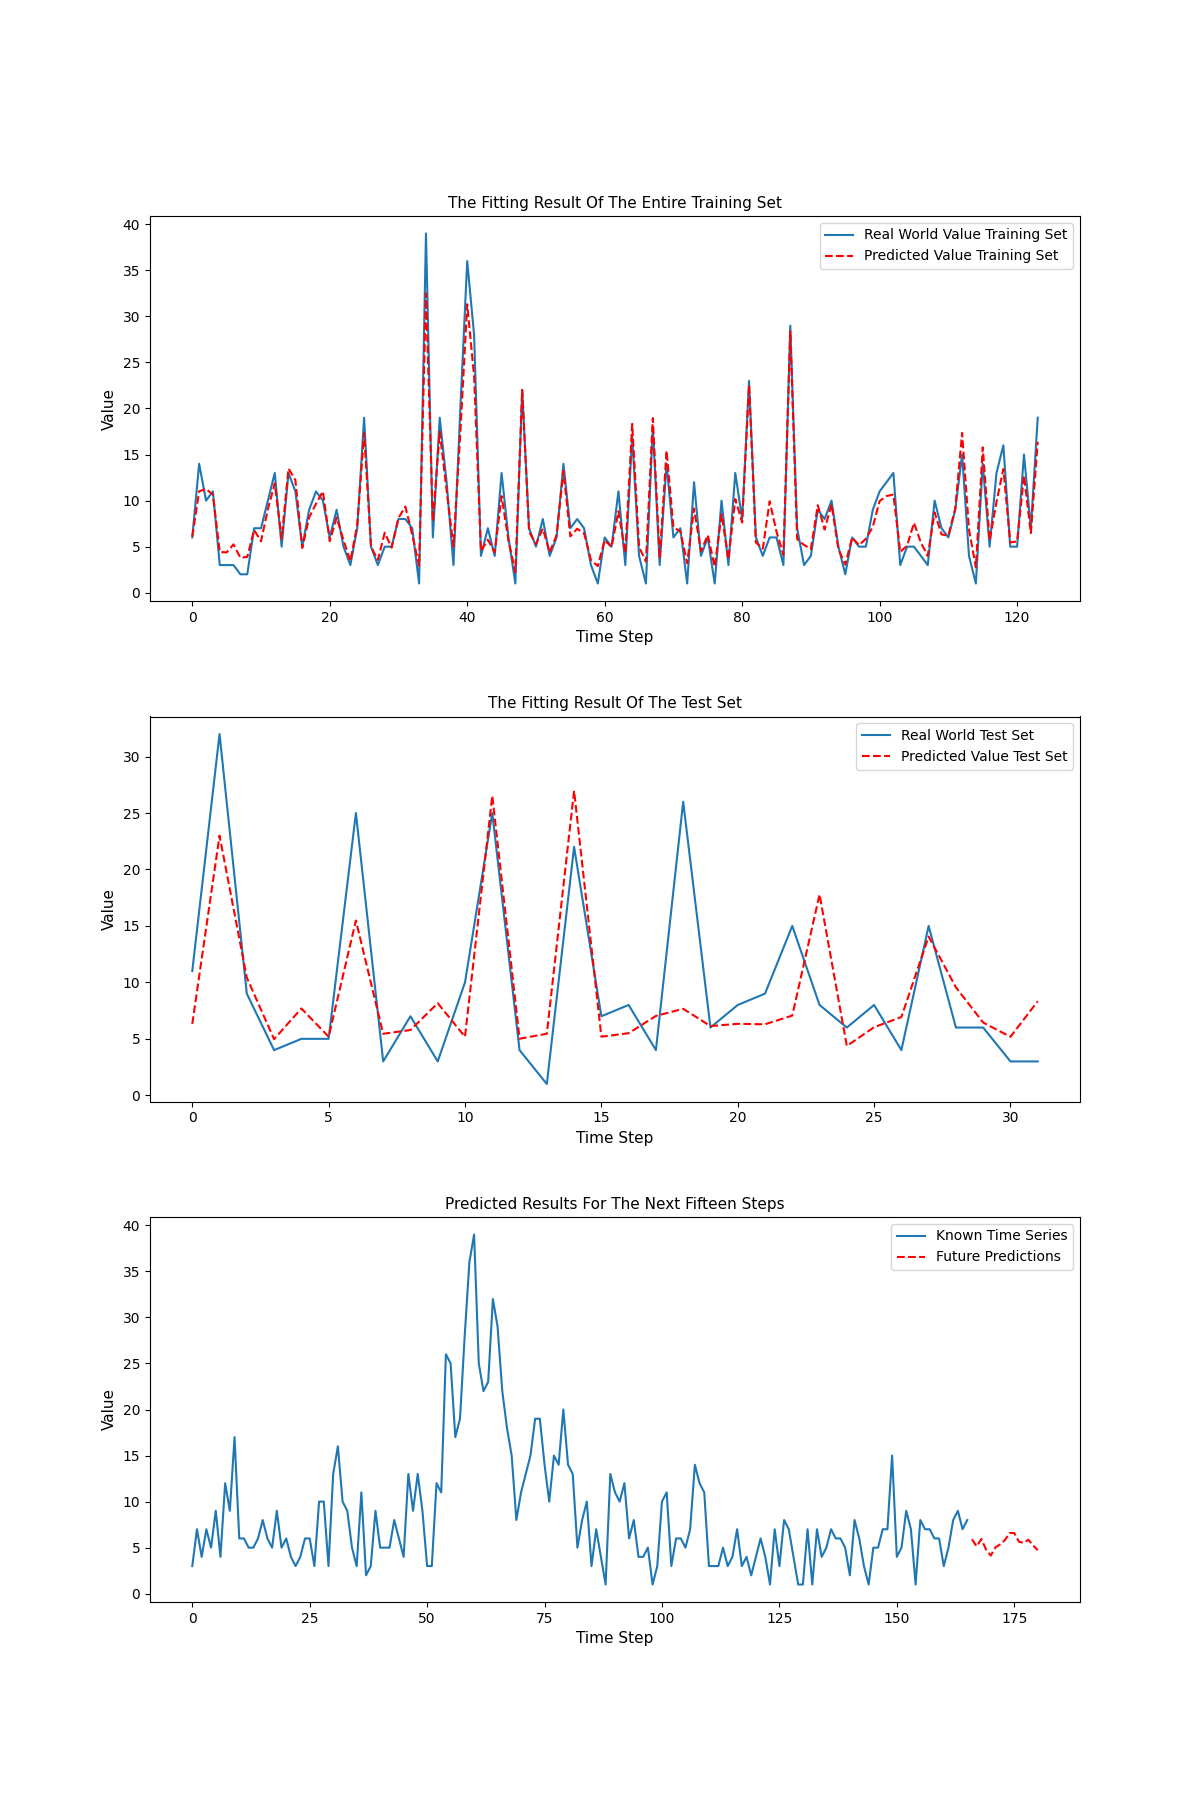 The Fitting Result Of The Entire Training Set
40
35
30
25
20
15
10
5
0
Value
Real World Value Training Set
Predicted Value Training Set
0 20 40 60 80 100 120
Time Step
The Fitting Result Of The Test Set
30
25
20
15
10
5
0
Value
Real World Test Set
Predicted Value Test Set
0 5 10 15 20 25 30
Time Step
Predicted Results For The Next Fifteen Steps
40
35
30
25
20
15
10
5
0
Value
Known Time Series
Future Predictions
0 25 50 75 100 125 150 175
Time Step